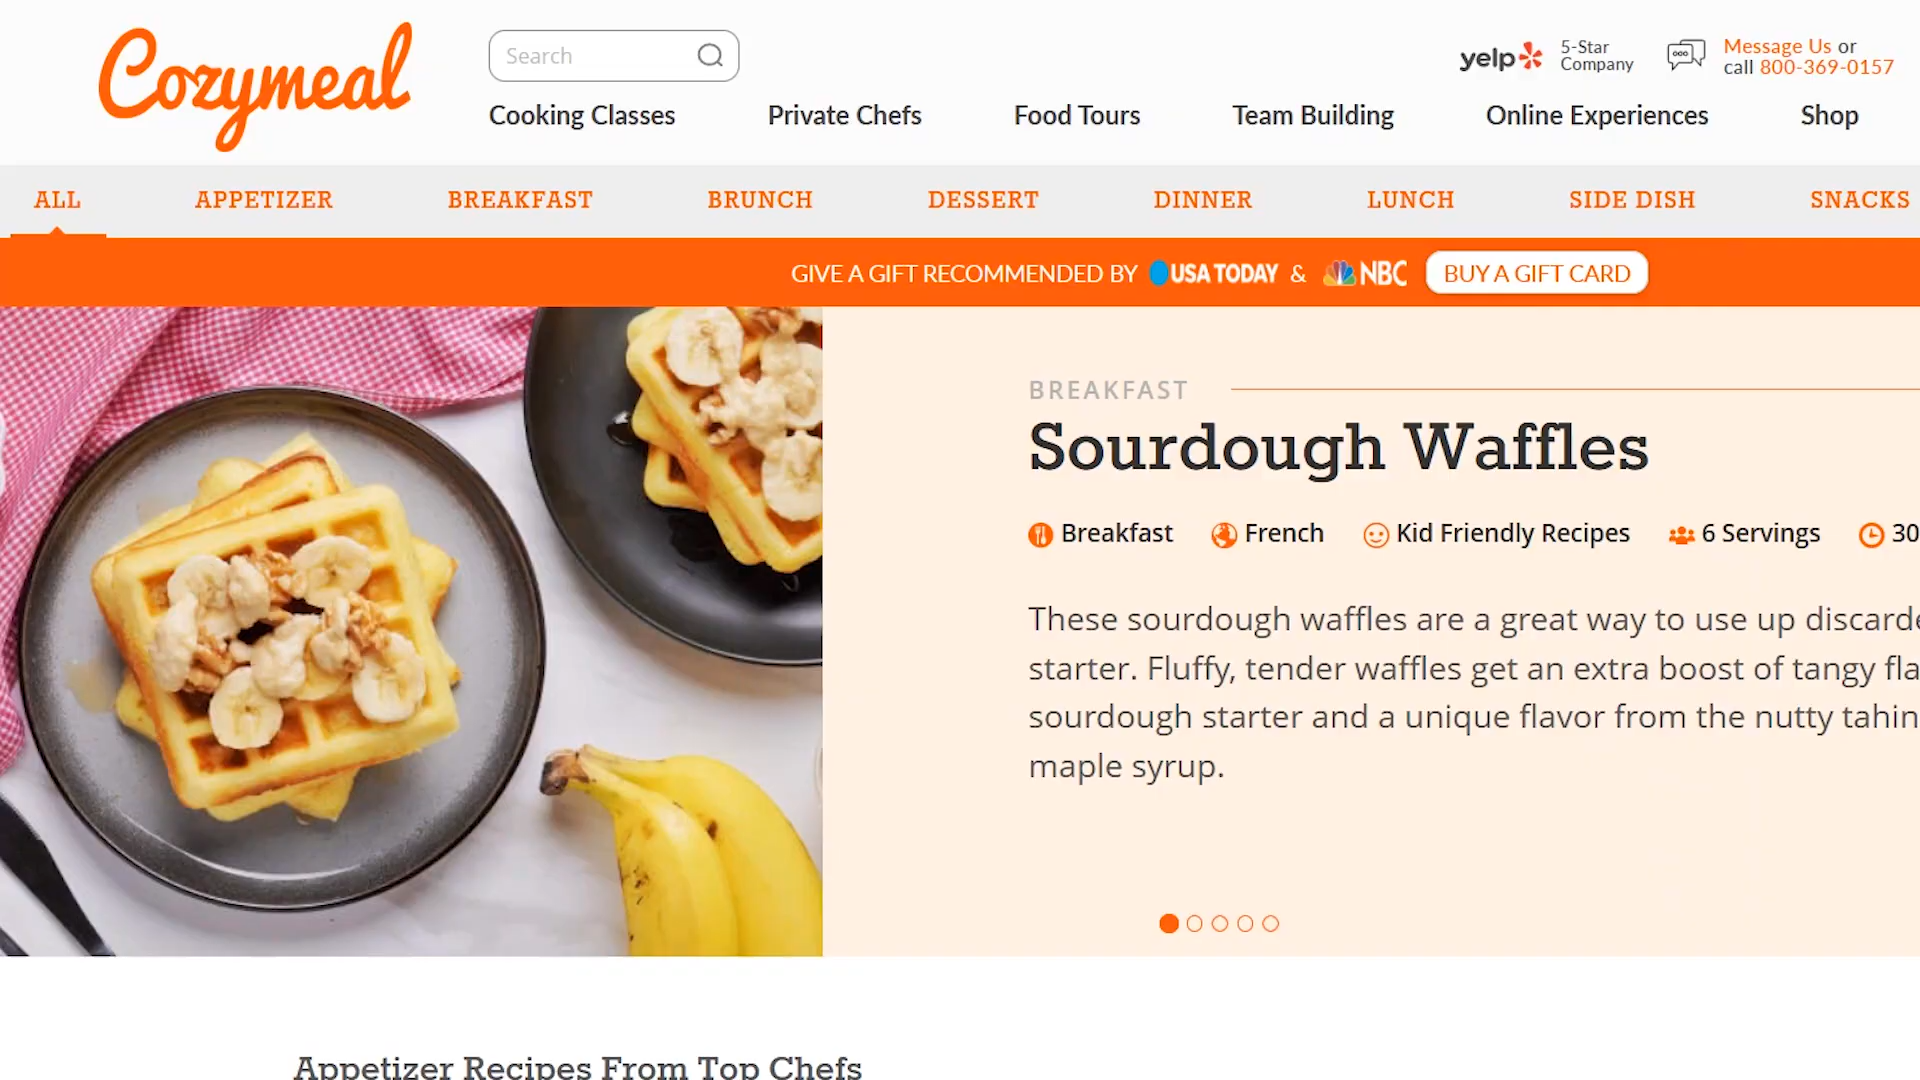 Cozymeal
Search
yelp
5-Star
Company
Message Us or
call 800-369-0157
Cooking Classes
Private Chefs
Food Tours
Team Building
Online Experiences
Shop
ALL
APPETIZER
BREAKFAST
BRUNCH
DESSERT
DINNER
LUNCH
SIDE DISH
SNACKS
GIVE A GIFT RECOMMENDED BY USA TODAY & NBC BUY A GIFT CARD
BREAKFAST
Sourdough Waffles
Breakfast French Kid Friendly Recipes 6 Servings 30
These sourdough waffles are a great way to use up discarde
starter. Fluffy, tender waffles get an extra boost of tangy fla
sourdough starter and a unique flavor from the nutty tahin
maple syrup.
Appetizer Recipes From Top Chefs